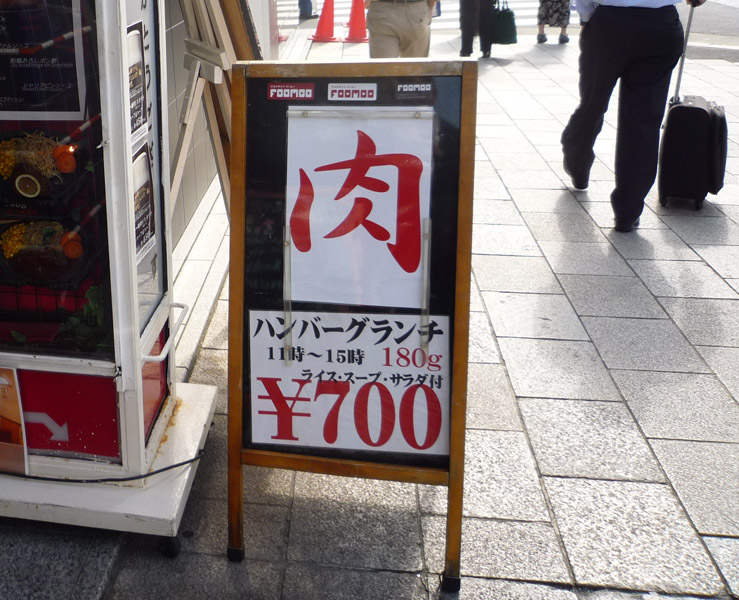 FOOMOO FOOMOO FOOMOO
肉
ハンバーグランチ
11時～15時 180g
ライス・スープ・サラダ付
¥700